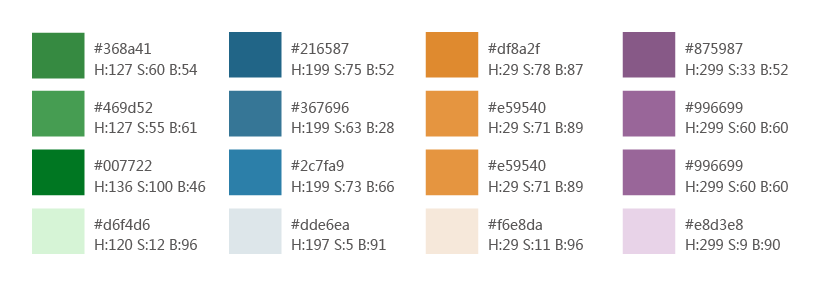 #368a41
H:127 S:60 B:54
#216587
H:199 S:75 B:52
#df8a2f
H:29 S:78 B:87
#875987
H:299 S:33 B:52
#469d52
H:127 S:55 B:61
#367696
H:199 S:63 B:28
#e59540
H:29 S:71 B:89
#996699
H:299 S:60 B:60
#007722
H:136 S:100 B:46
#2c7fa9
H:199 S:73 B:66
#e59540
H:29 S:71 B:89
#996699
H:299 S:60 B:60
#d6f4d6
H:120 S:12 B:96
#dde6ea
H:197 S:5 B:91
#f6e8da
H:29 S:11 B:96
#e8d3e8
H:299 S:9 B:90